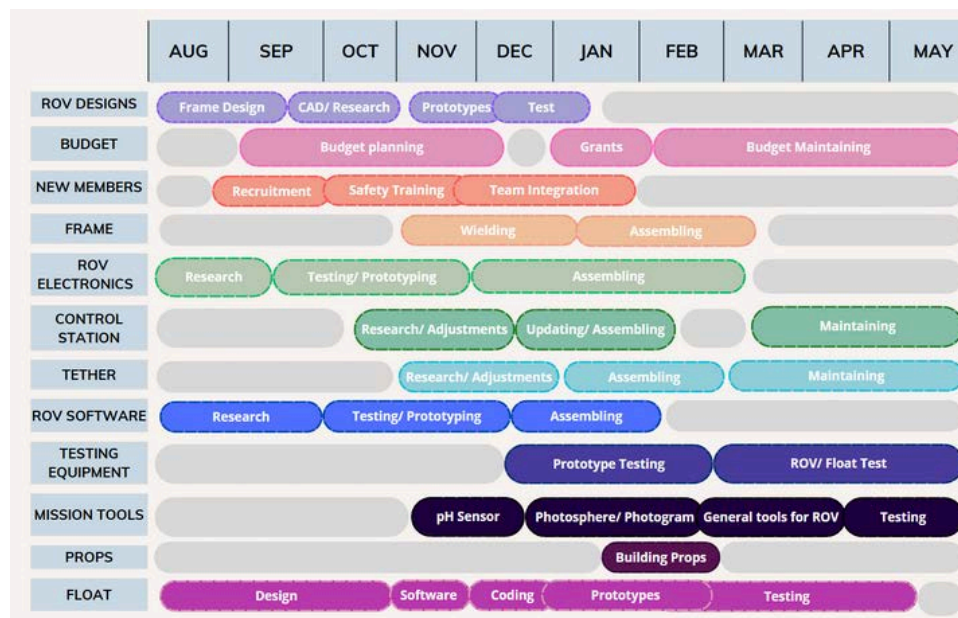 AUG SEP OCT NOV DEC JAN FEB MAR APR MAY
ROV DESIGNS Frame Design CAD/ Research Prototypes Test
BUDGET Budget planning Grants Budget Maintaining
NEW MEMBERS Recruitment Safety Training Team Integration
FRAME Wielding Assembling
ROV
ELECTRONICS Research Testing/ Prototyping Assembling
CONTROL
STATION Research/ Adjustments Updating/ Assembling Maintaining
TETHER Research/ Adjustments Assembling Maintaining
ROV SOFTWARE Research Testing/ Prototyping Assembling
TESTING
EQUIPMENT Prototype Testing ROV/ Float Test
MISSION TOOLS pH Sensor Photosphere/ Photogram General tools for ROV Testing
PROPS Building Props
FLOAT Design Software Coding Prototypes Testing